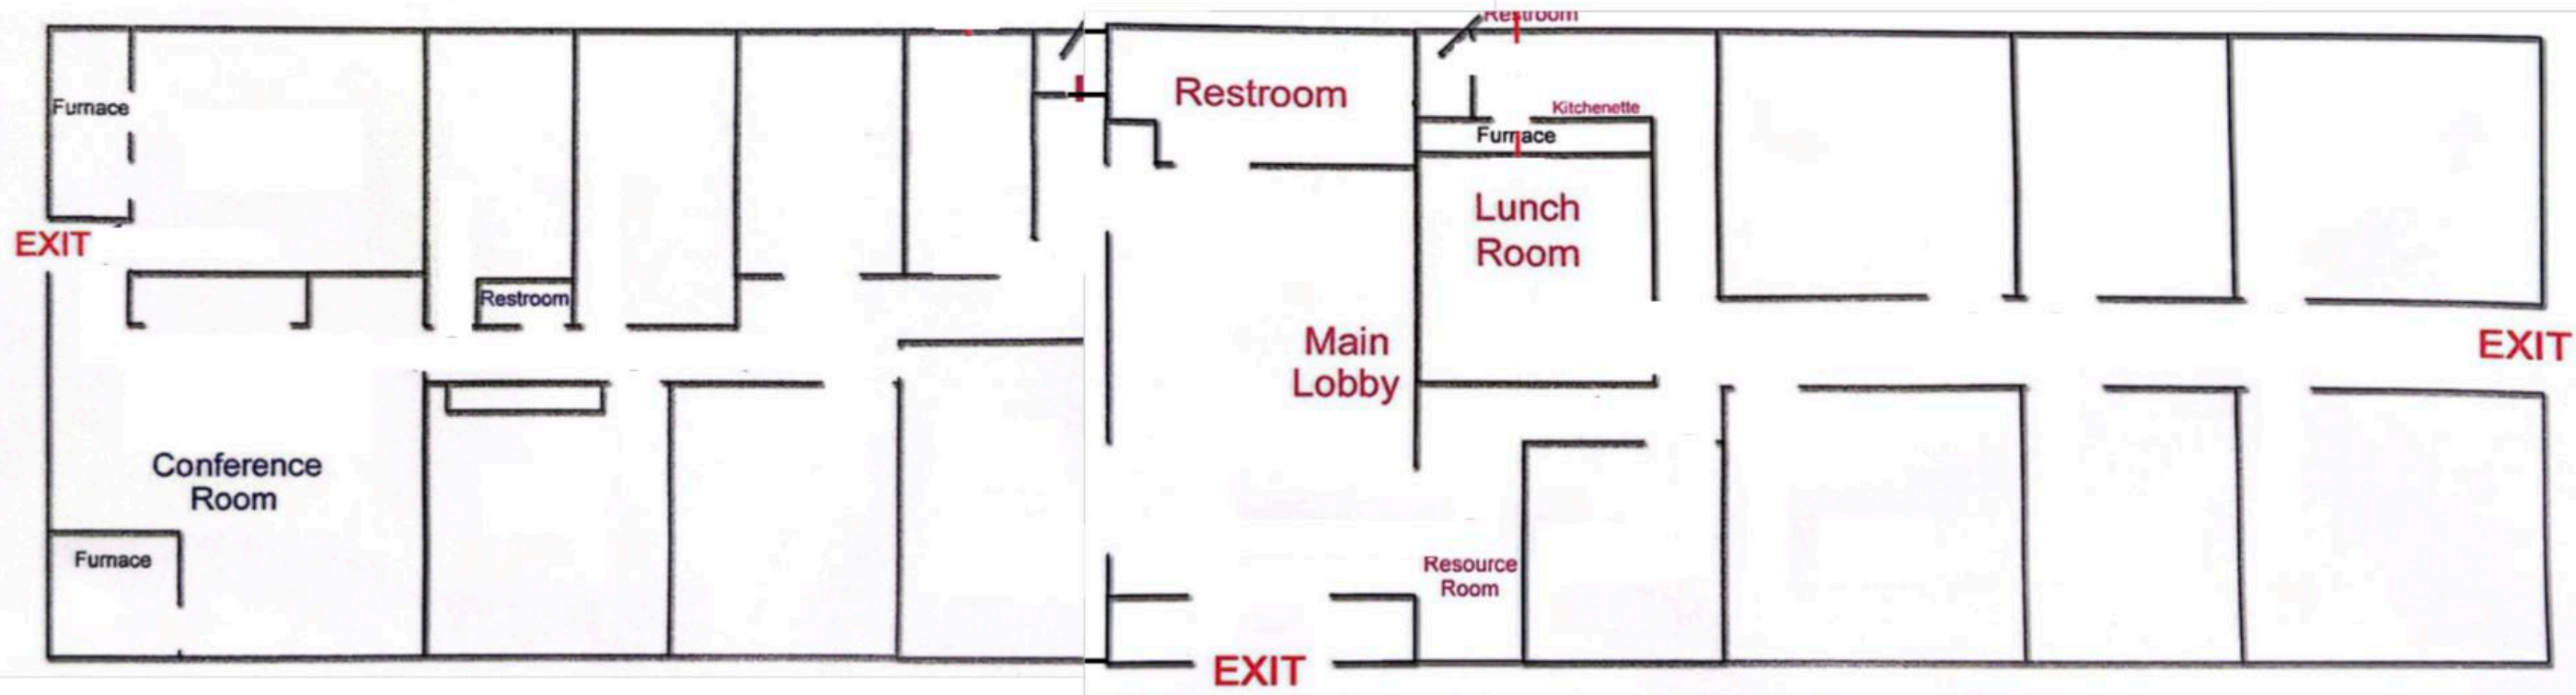 Restroom
Furnace
Restroom
Kitchenette
Furnace
EXIT
Lunch
Room
Restroom
Main
Lobby
EXIT
Conference
Room
Furnace
Resource
Room
EXIT